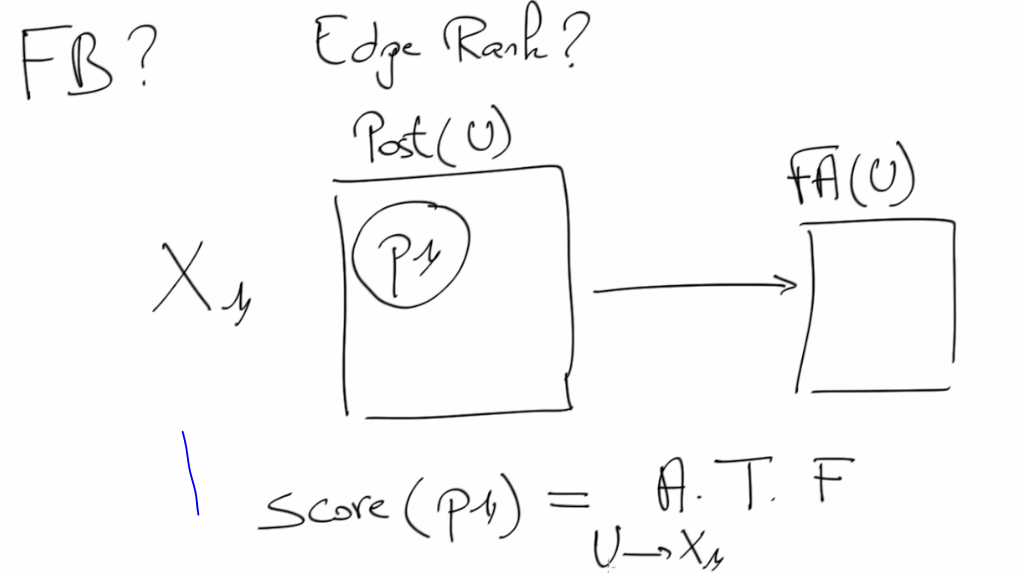 FB? Edge Rank?
Post(U)
FA(U)
p1
X1
Score(p1) = A. T. F
U→X1